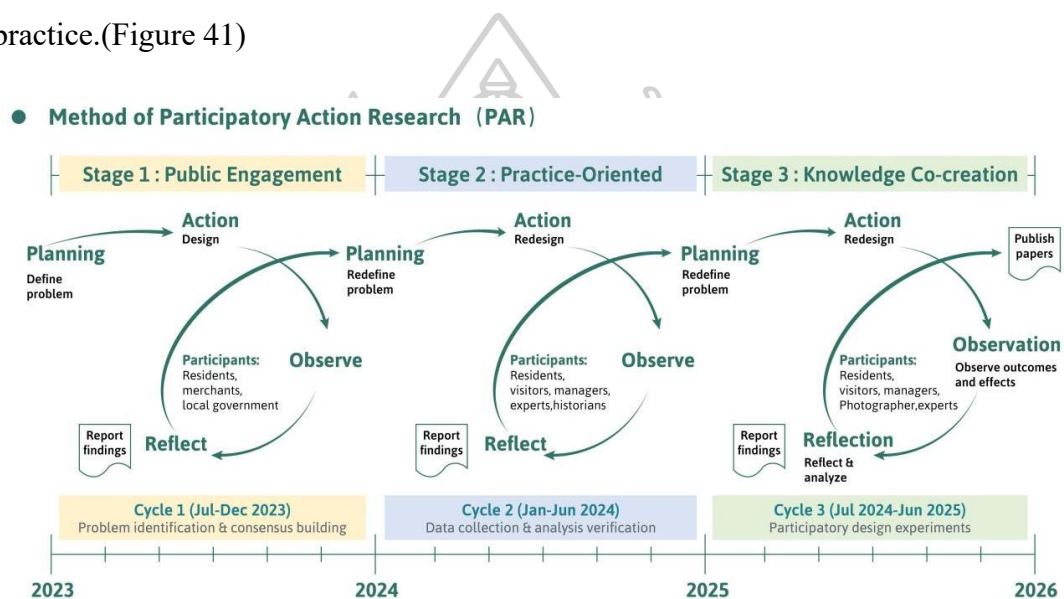 practice.(Figure 41)
● Method of Participatory Action Research (PAR)
Stage 1 : Public Engagement
Stage 2 : Practice-Oriented
Stage 3 : Knowledge Co-creation
Planning
Define
problem
Action
Design
Observe
Participants:
Residents,
merchants,
local government
Reflect
Report
findings
Planning
Redefine
problem
Action
Redesign
Observe
Participants:
Residents,
visitors, managers,
experts,historians
Reflect
Report
findings
Planning
Redefine
problem
Action
Redesign
Publish
papers
Observation
Observe outcomes
and effects
Participants:
Residents,
visitors, managers,
Photographer,experts
Reflection
Reflect &
analyze
Report
findings
Cycle 1 (Jul-Dec 2023)
Problem identification & consensus building
Cycle 2 (Jan-Jun 2024)
Data collection & analysis verification
Cycle 3 (Jul 2024-Jun 2025)
Participatory design experiments
2023
2024
2025
2026